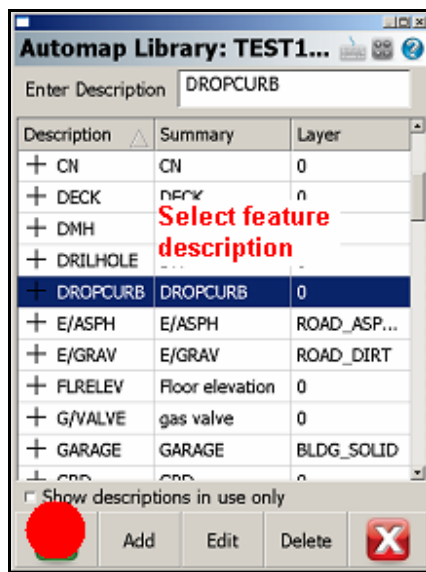 Automap Library: TEST1...
Enter Description DROPCURB
Description Summary Layer
CN CN 0
DECK DECK 0
Select feature
DMH
description
DRILHOLE
DROPCURB DROPCURB 0
E/ASPH E/ASPH ROAD_ASP...
E/GRAV E/GRAV ROAD_DIRT
FLRELEV Floor elevation 0
G/VALVE gas valve 0
GARAGE GARAGE BLDG_SOLID
Show descriptions in use only
Add Edit Delete